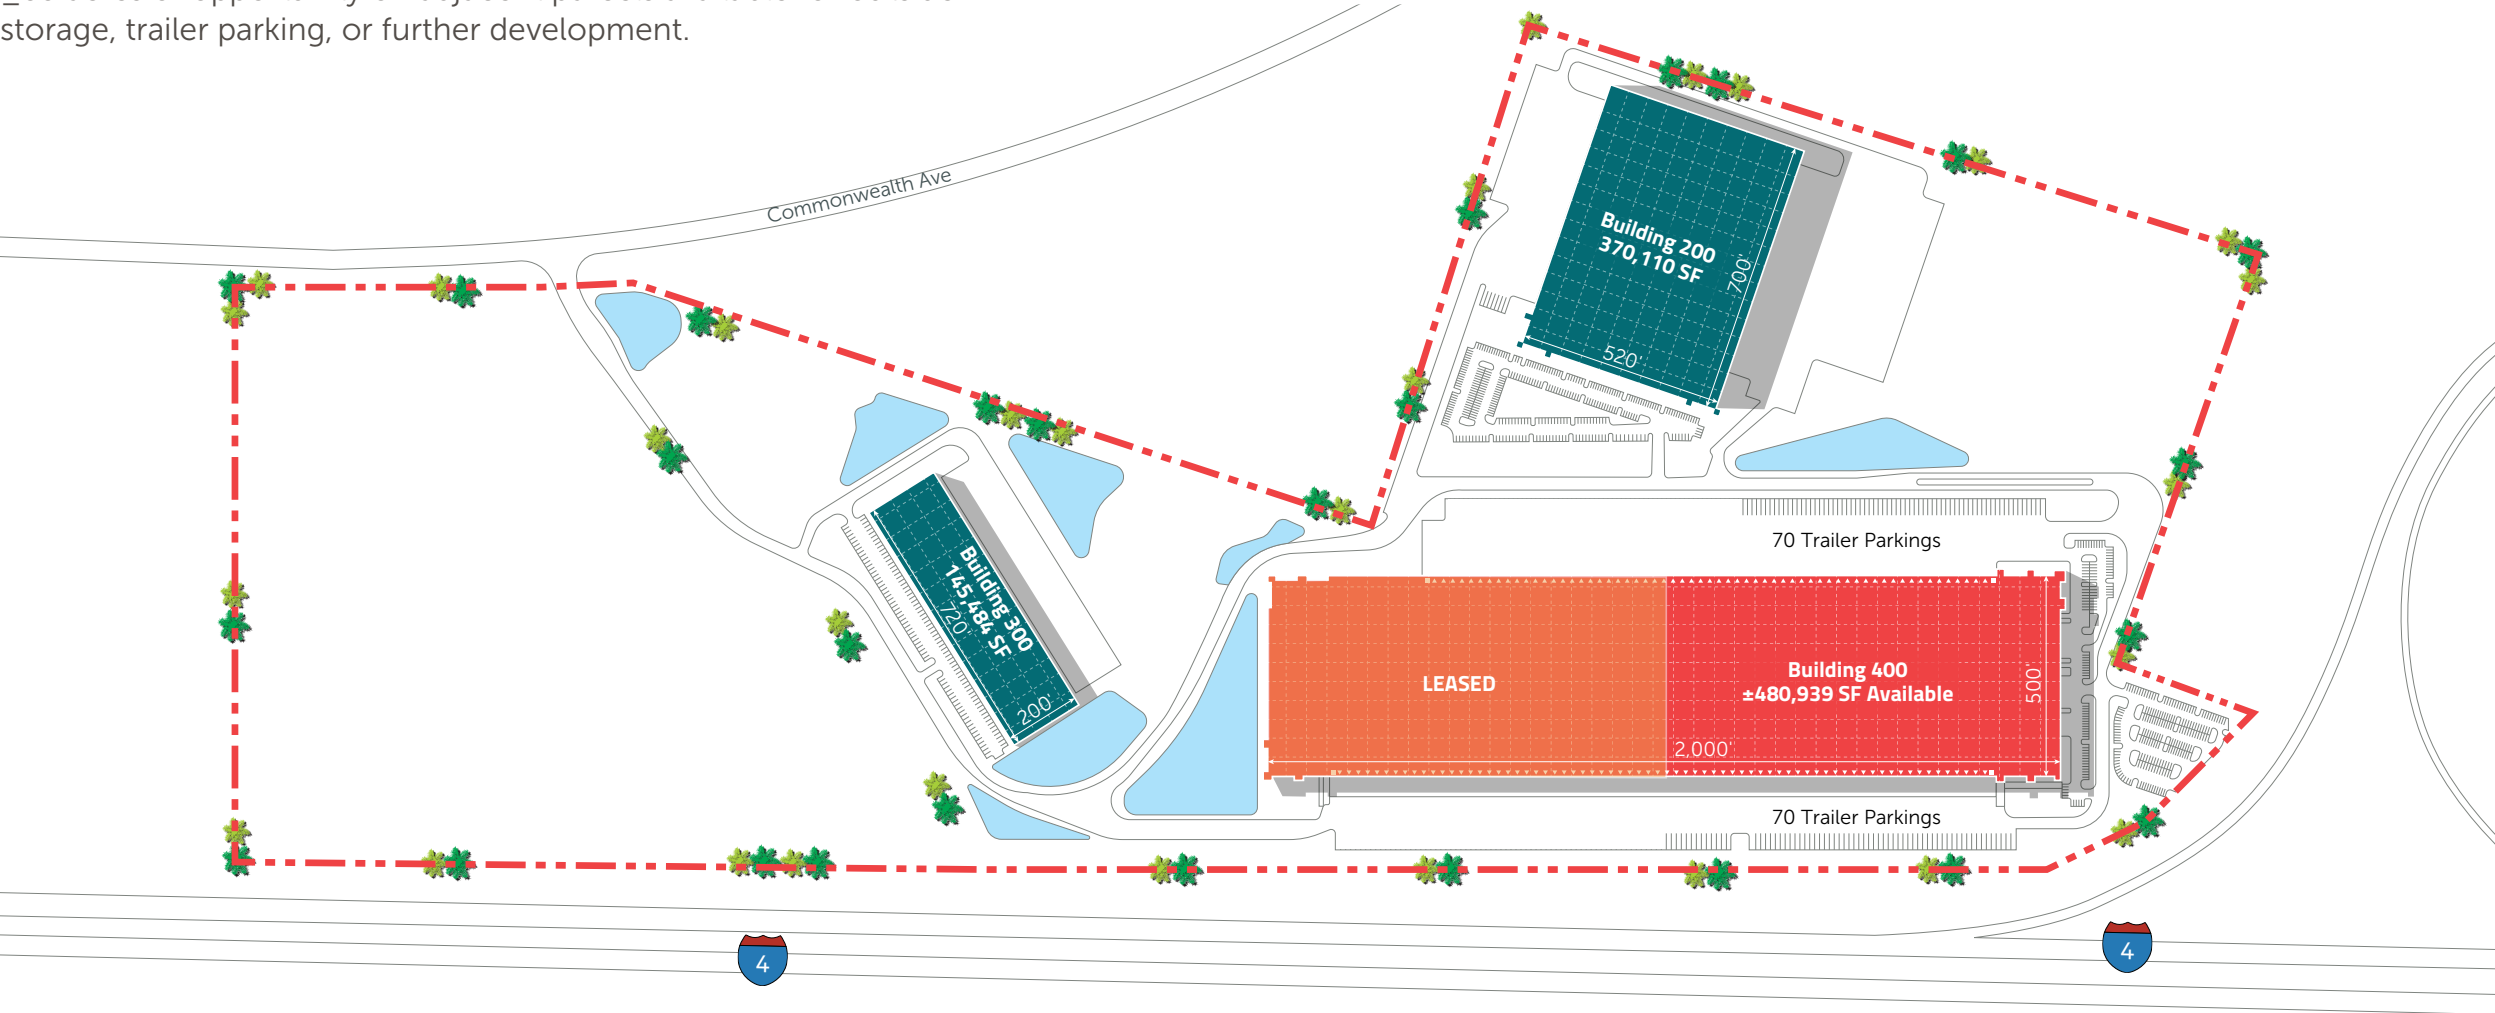 storage, trailer parking, or further development.
Commonwealth Ave
Building 200
370,110 SF
700'
520'
Building 300
145,484 SF
720'
200'
70 Trailer Parkings
LEASED
Building 400
±480,939 SF Available
500'
2,000'
70 Trailer Parkings
4
4